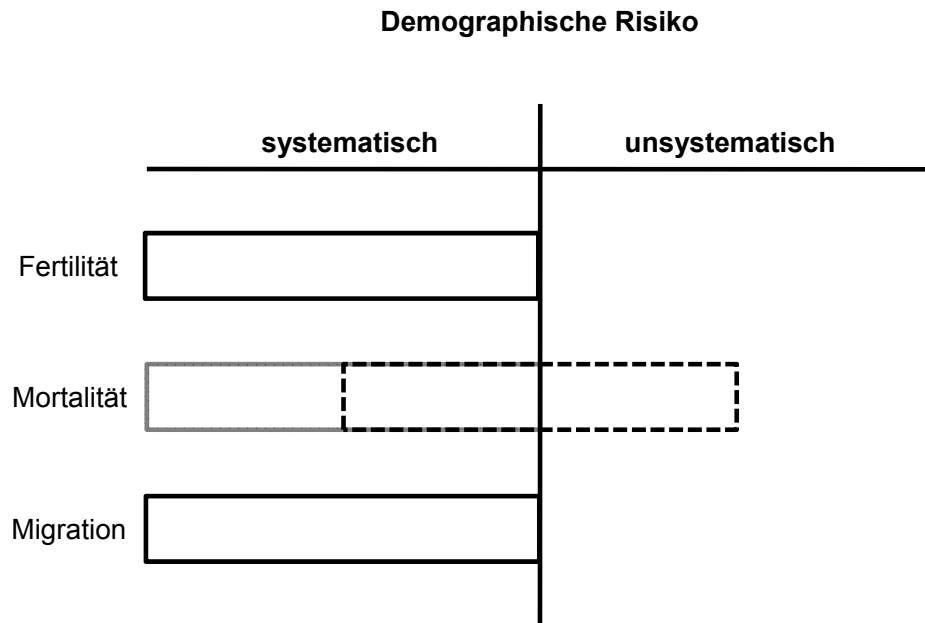 Demographische Risiko
systematisch unsystematisch
Fertilität
Mortalität
Migration